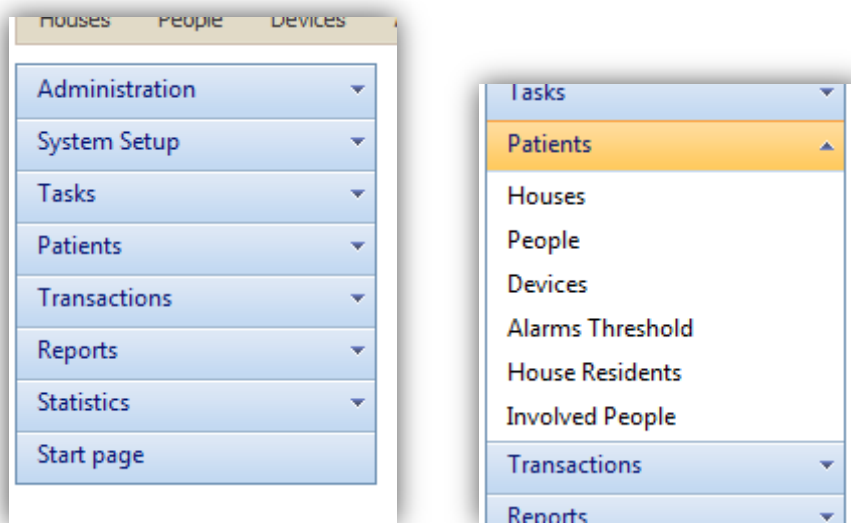 Houses People Devices
Administration
System Setup
Tasks
Patients
Transactions
Reports
Statistics
Start page
Tasks
Patients
Houses
People
Devices
Alarms Threshold
House Residents
Involved People
Transactions
Reports